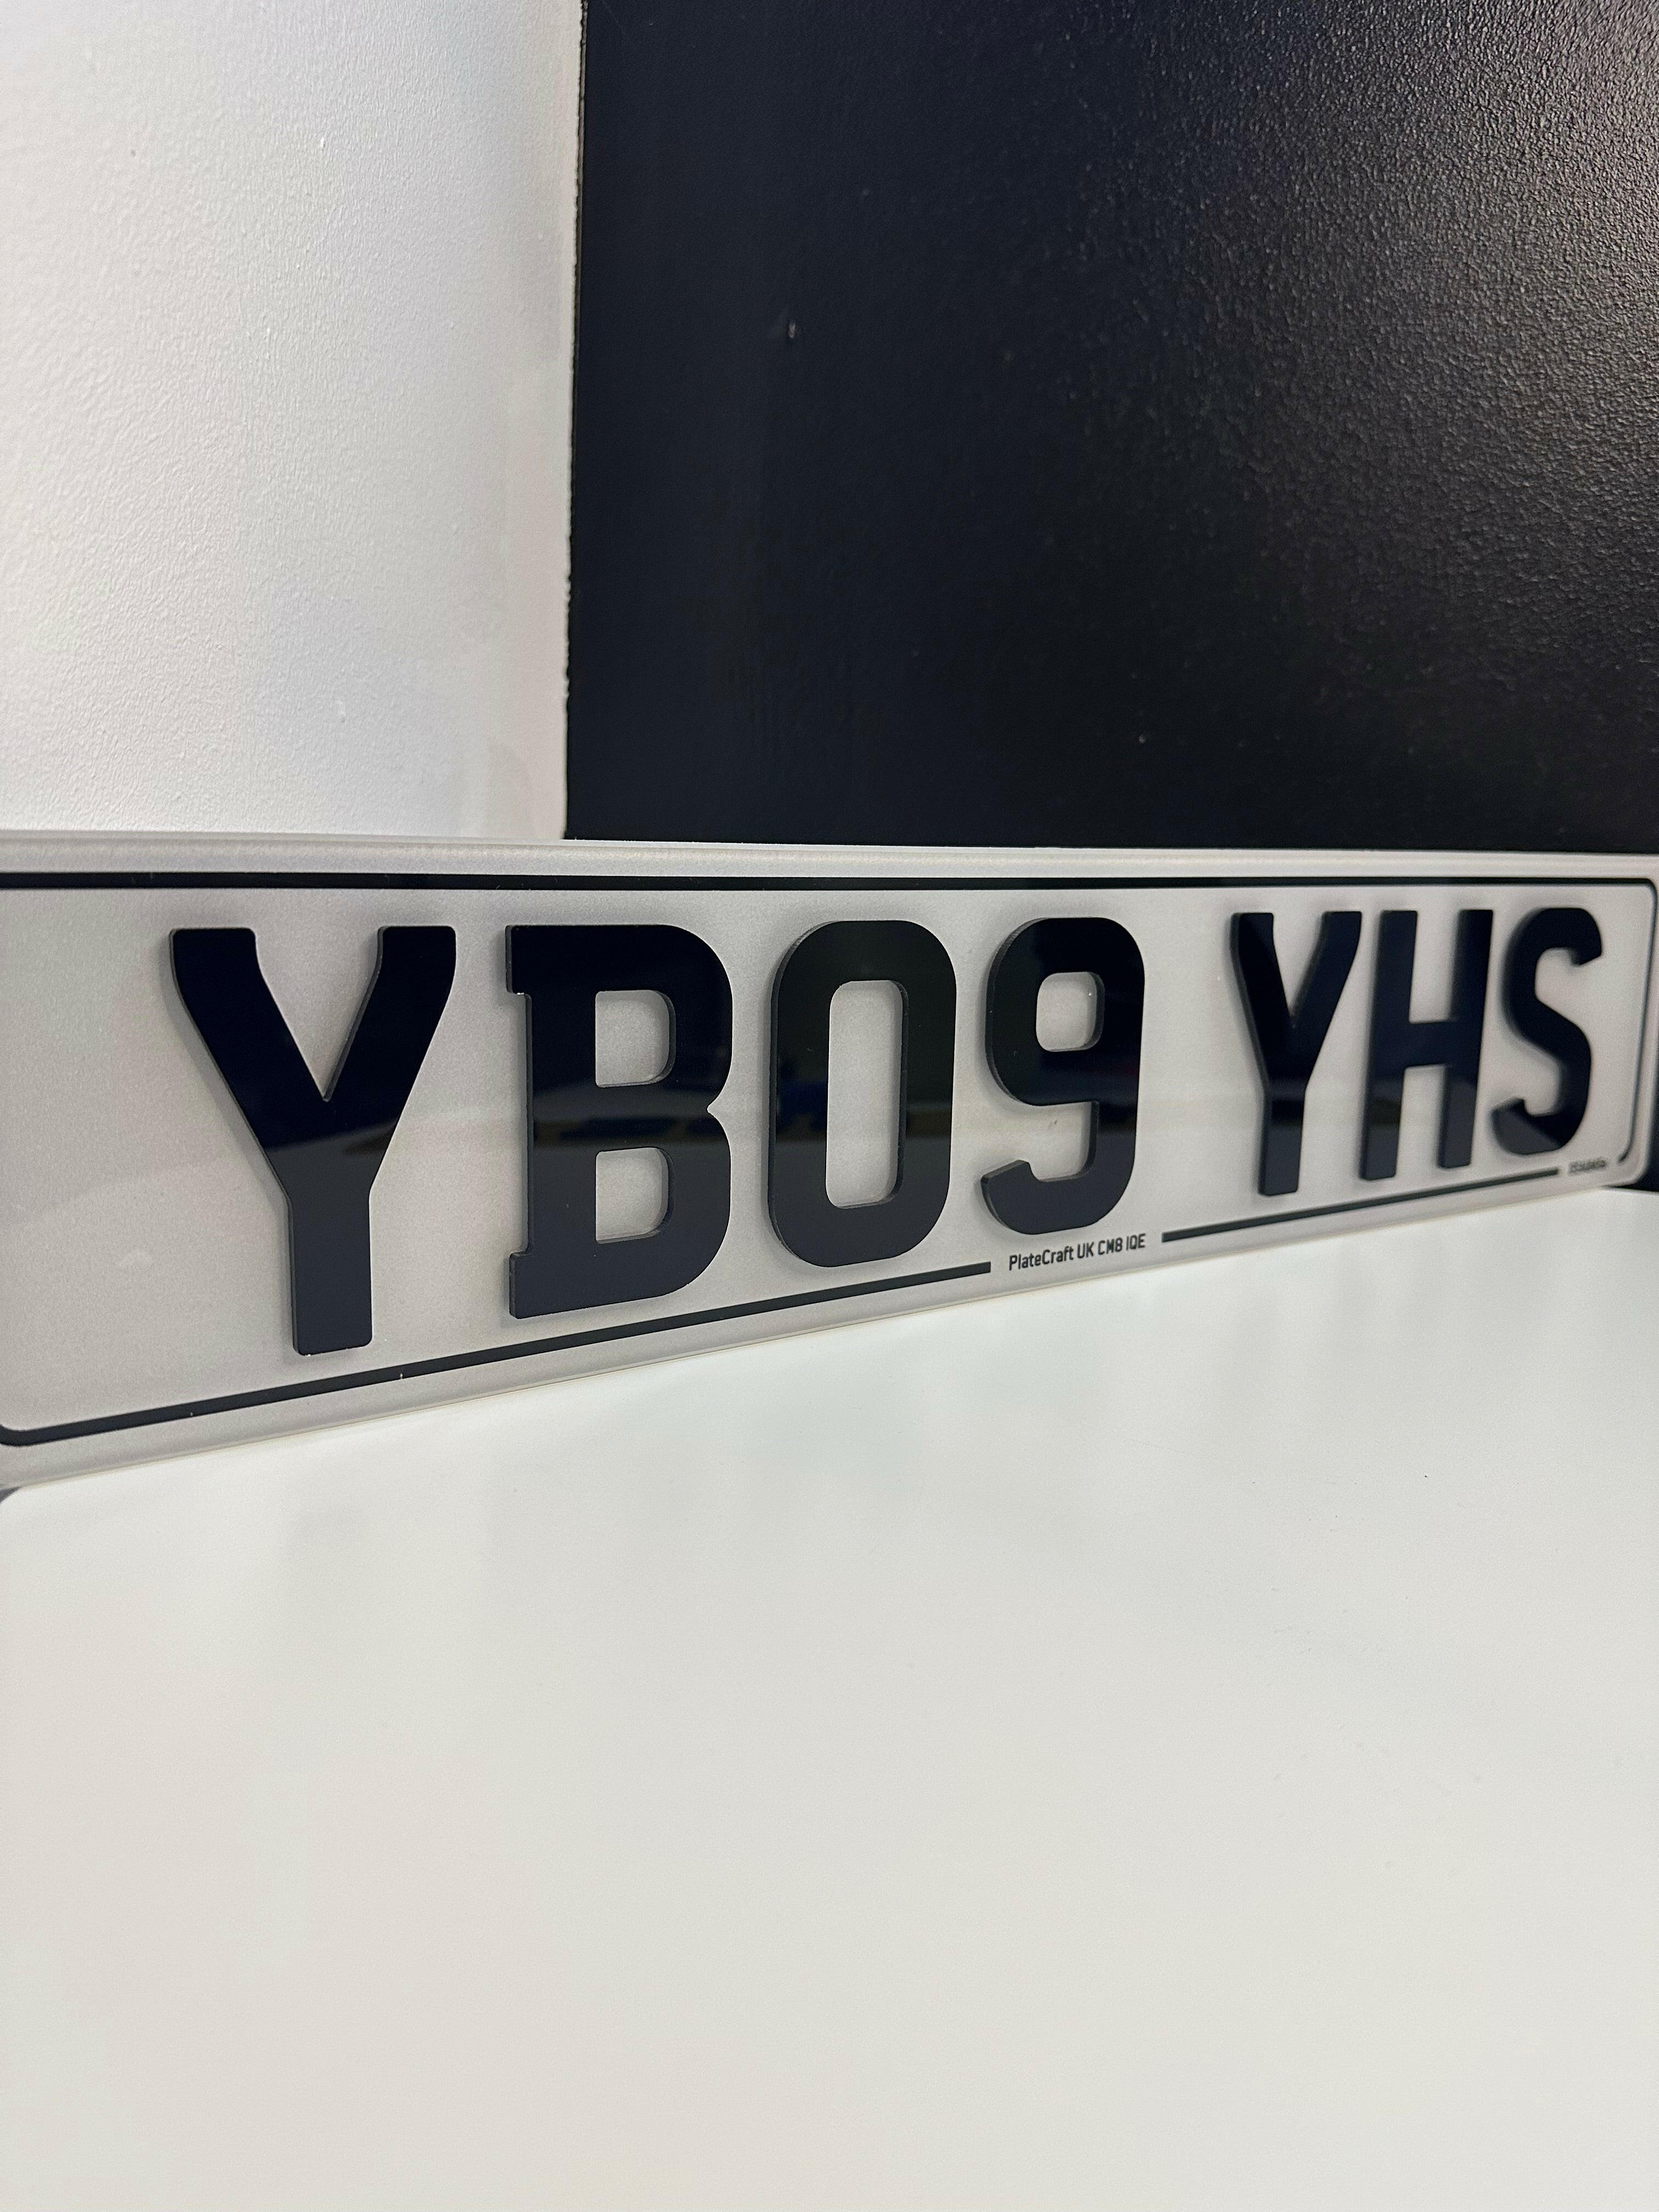 YB09 YHS
PlateCraft UK CM8 1QE